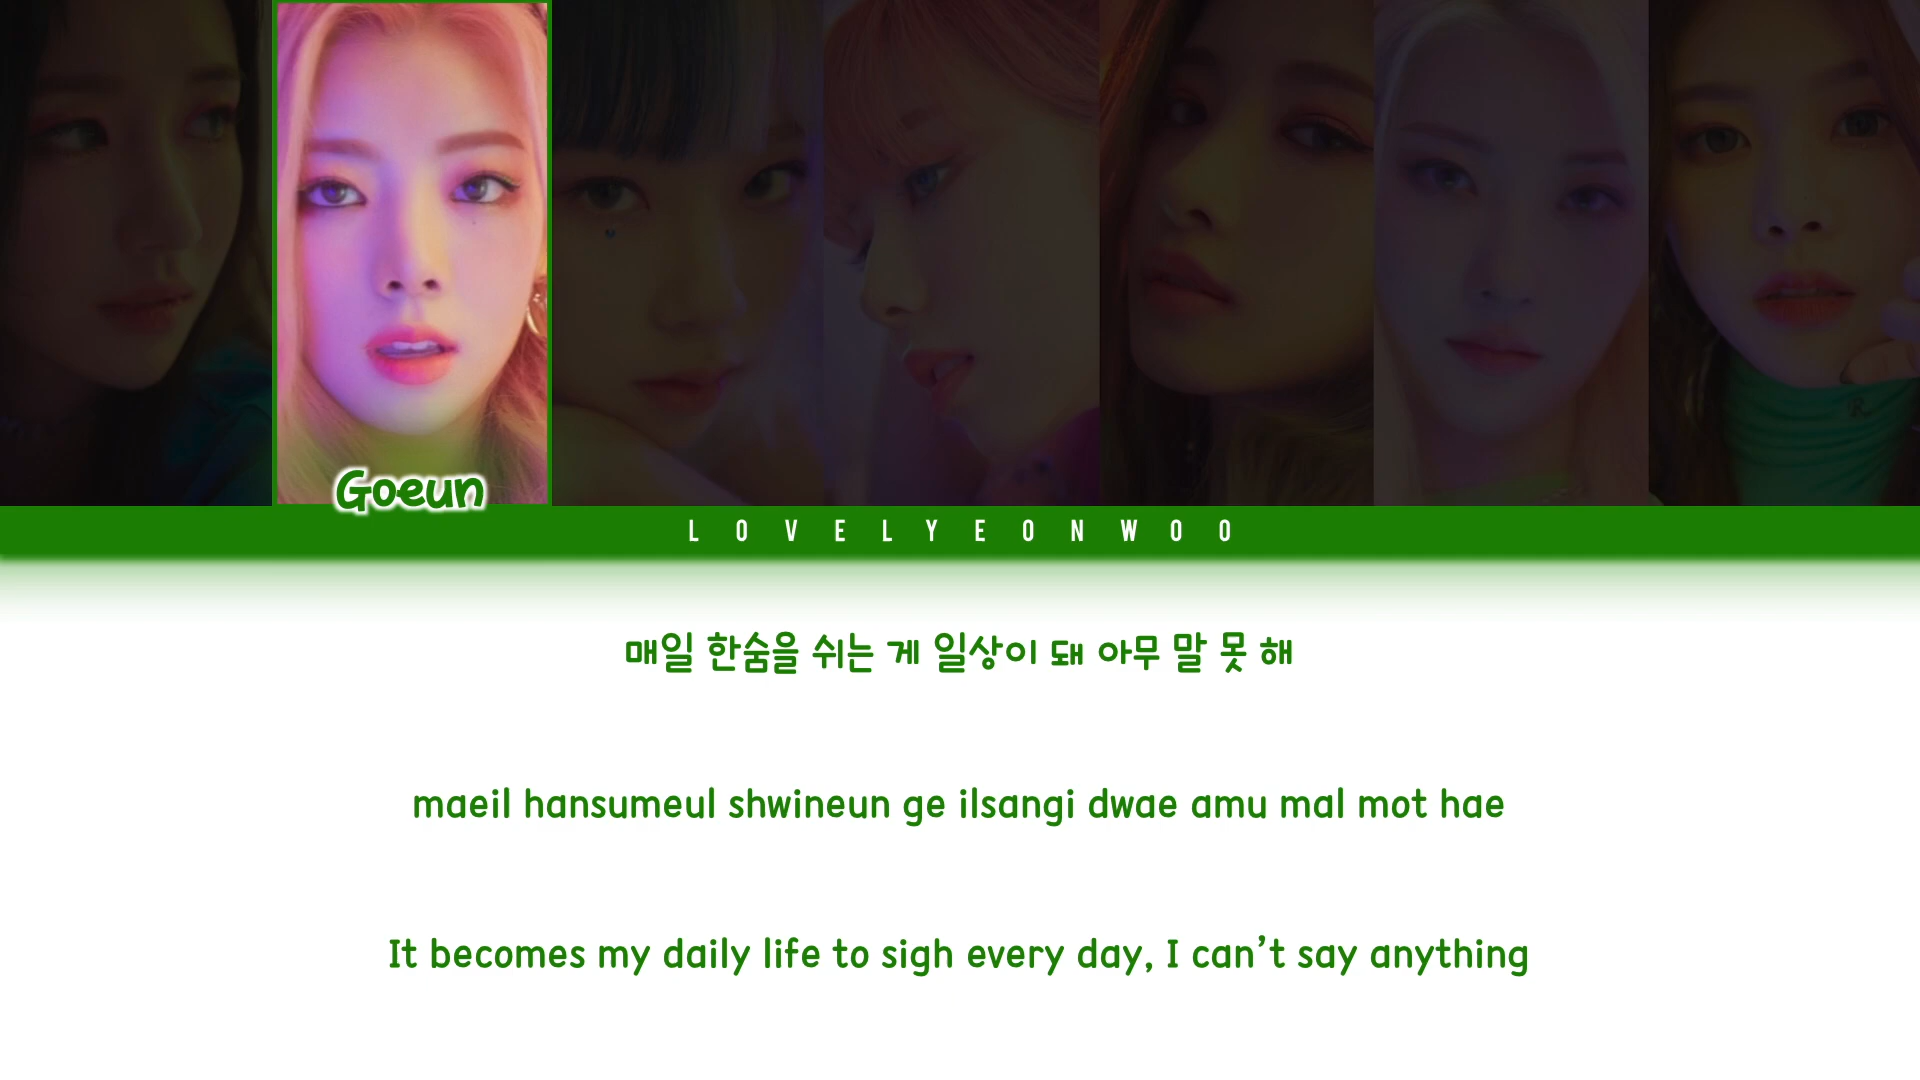 Goeun
LOVELYEONWOO
매일 한숨을 쉬는 게 일상이 돼 아무 말 못 해
maeil hansumeul shwineun ge ilsangi dwae amu mal mot hae
It becomes my daily life to sigh every day, I can’t say anything